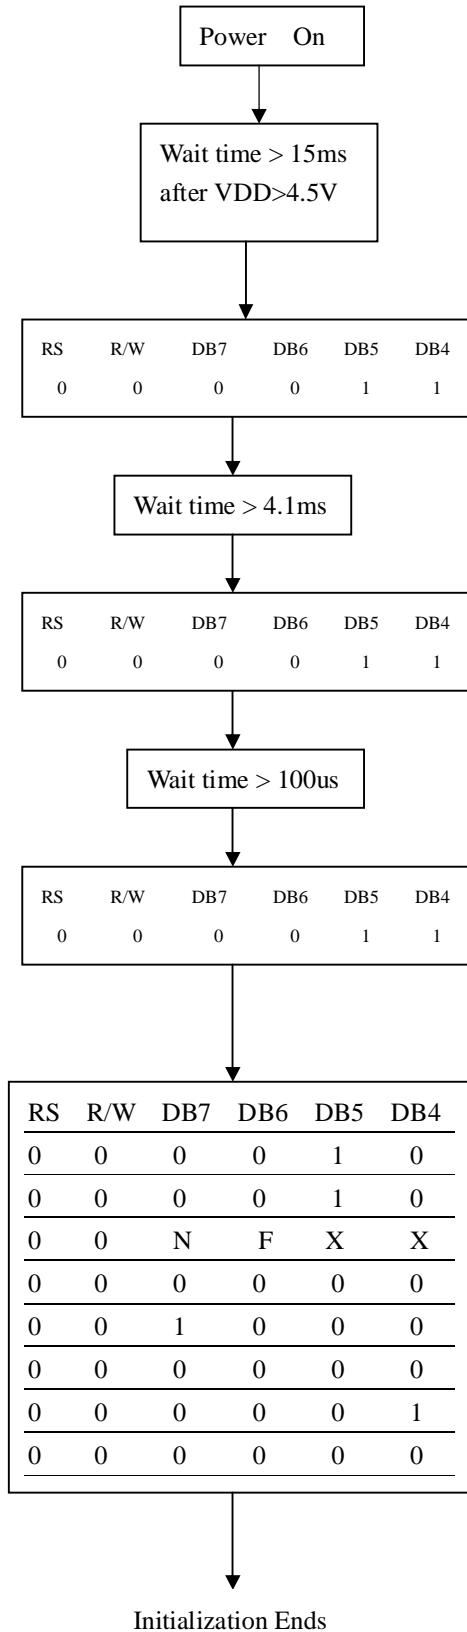 Power On
Wait time > 15ms
after VDD>4.5V
RS R/W DB7 DB6 DB5 DB4
0 0 0 0 1 1
Wait time > 4.1ms
RS R/W DB7 DB6 DB5 DB4
0 0 0 0 1 1
Wait time > 100us
RS R/W DB7 DB6 DB5 DB4
0 0 0 0 1 1
RS R/W DB7 DB6 DB5 DB4
0 0 0 0 1 0
0 0 0 0 1 0
0 0 N F X X
0 0 0 0 0 0
0 0 1 0 0 0
0 0 0 0 0 0
0 0 0 0 0 1
0 0 0 0 0 0
Initialization Ends